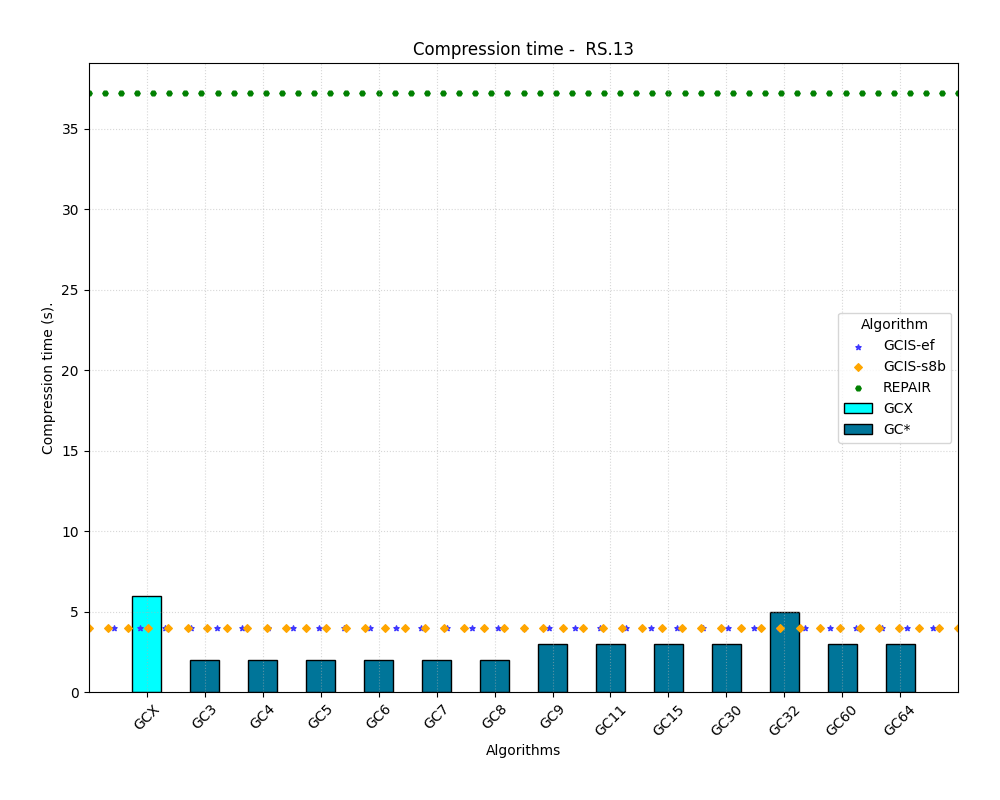 Compression time -  RS.13
Compression time (s).
35
30
25
20
15
10
5
0
Algorithm
GCIS-ef
GCIS-s8b
REPAIR
GCX
GC*
GCX GC3 GC4 GC5 GC6 GC7 GC8 GC9 GC11 GC15 GC30 GC32 GC60 GC64
Algorithms